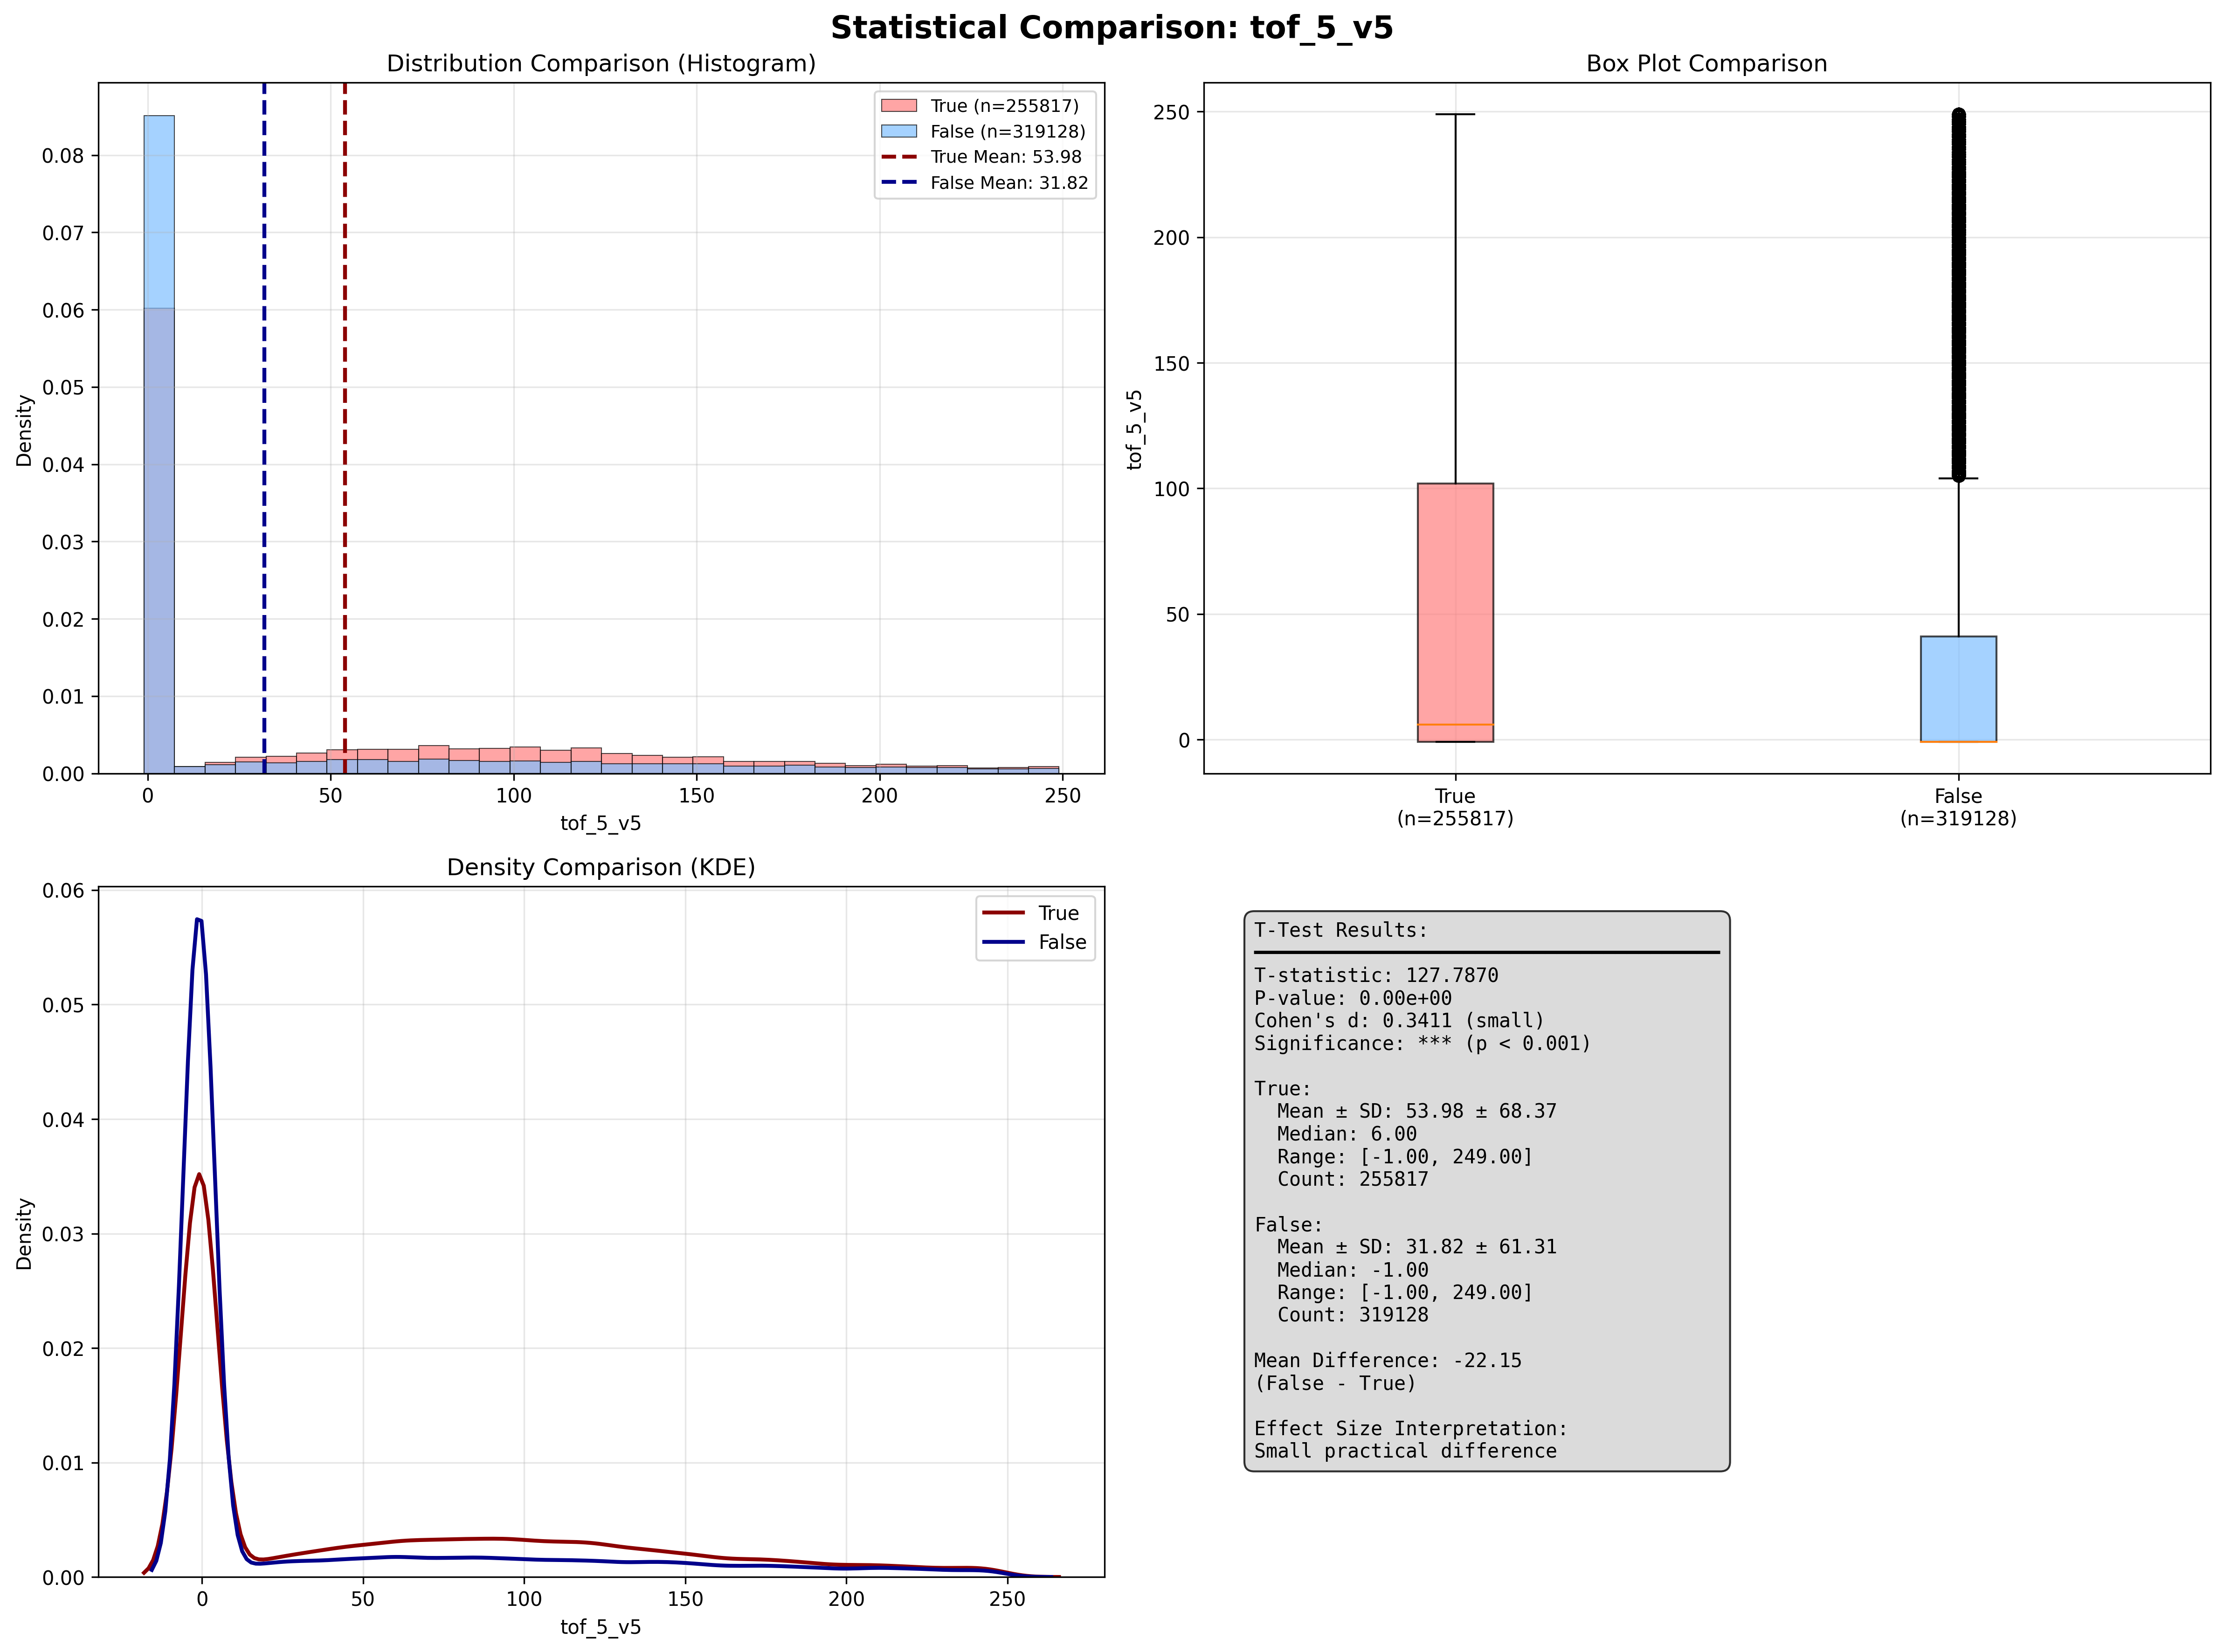 Statistical Comparison: tof_5_v5
Distribution Comparison (Histogram)
Density
0.08
0.07
0.06
0.05
0.04
0.03
0.02
0.01
0.00
True (n=255817)
False (n=319128)
True Mean: 53.98
False Mean: 31.82
0 50 100 150 200 250
tof_5_v5
Box Plot Comparison
tof_5_v5
250
200
150
100
50
0
True False
(n=255817) (n=319128)
Density Comparison (KDE)
Density
0.06
0.05
0.04
0.03
0.02
0.01
0.00
True
False
0 50 100 150 200 250
tof_5_v5
T-Test Results:
T-statistic: 127.7870
P-value: 0.00e+00
Cohen's d: 0.3411 (small)
Significance: *** (p < 0.001)
True:
Mean ± SD: 53.98 ± 68.37
Median: 6.00
Range: [-1.00, 249.00]
Count: 255817
False:
Mean ± SD: 31.82 ± 61.31
Median: -1.00
Range: [-1.00, 249.00]
Count: 319128
Mean Difference: -22.15
(False - True)
Effect Size Interpretation:
Small practical difference